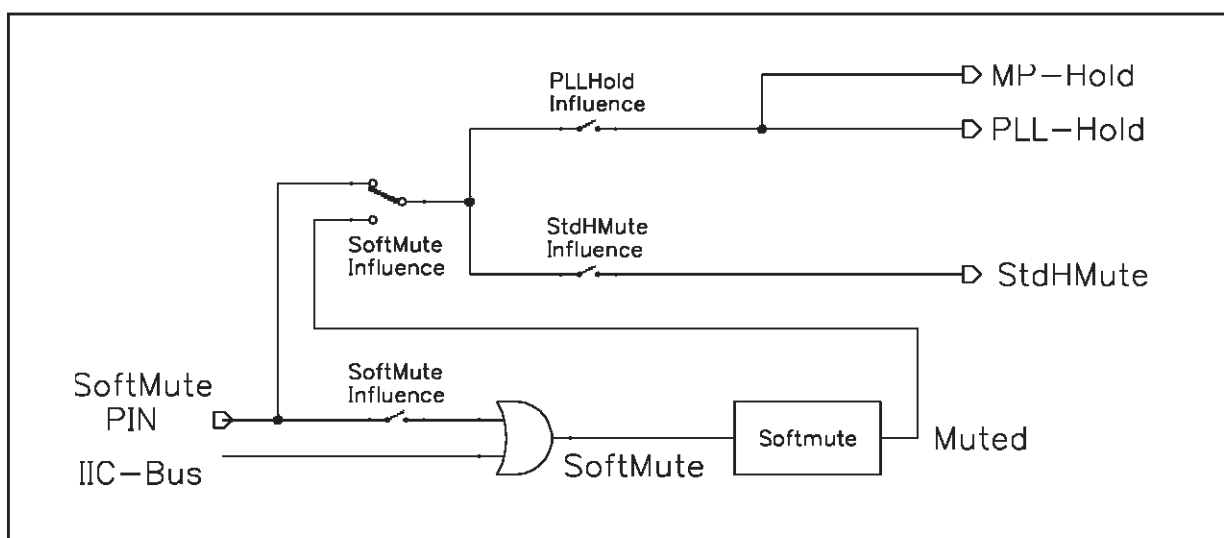 PLLHold
Influence
MP-Hold
PLL-Hold
SoftMute
Influence
StdHMute
Influence
StdHMute
SoftMute
PIN
SoftMute
Influence
IIC-Bus
SoftMute
Softmute
Muted